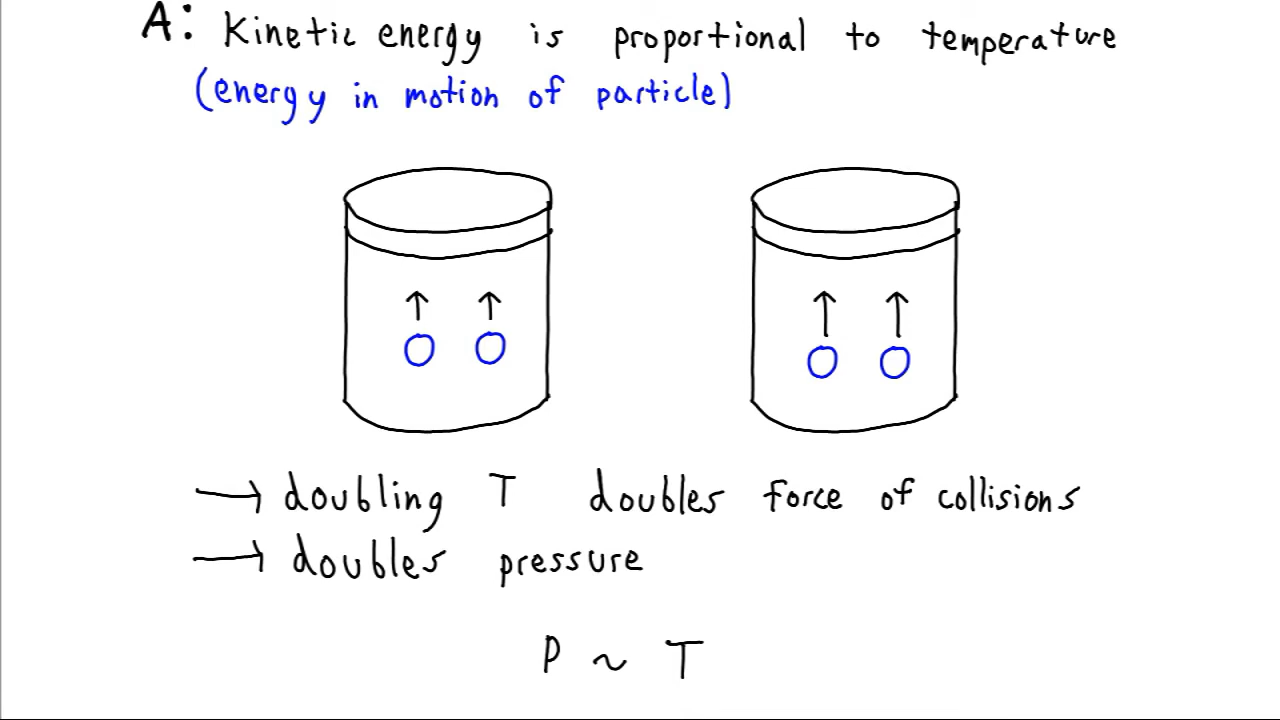 A: Kinetic energy is proportional to temperature
(energy in motion of particle)
→ doubling T doubles force of collisions
→ doubles pressure
P ~ T